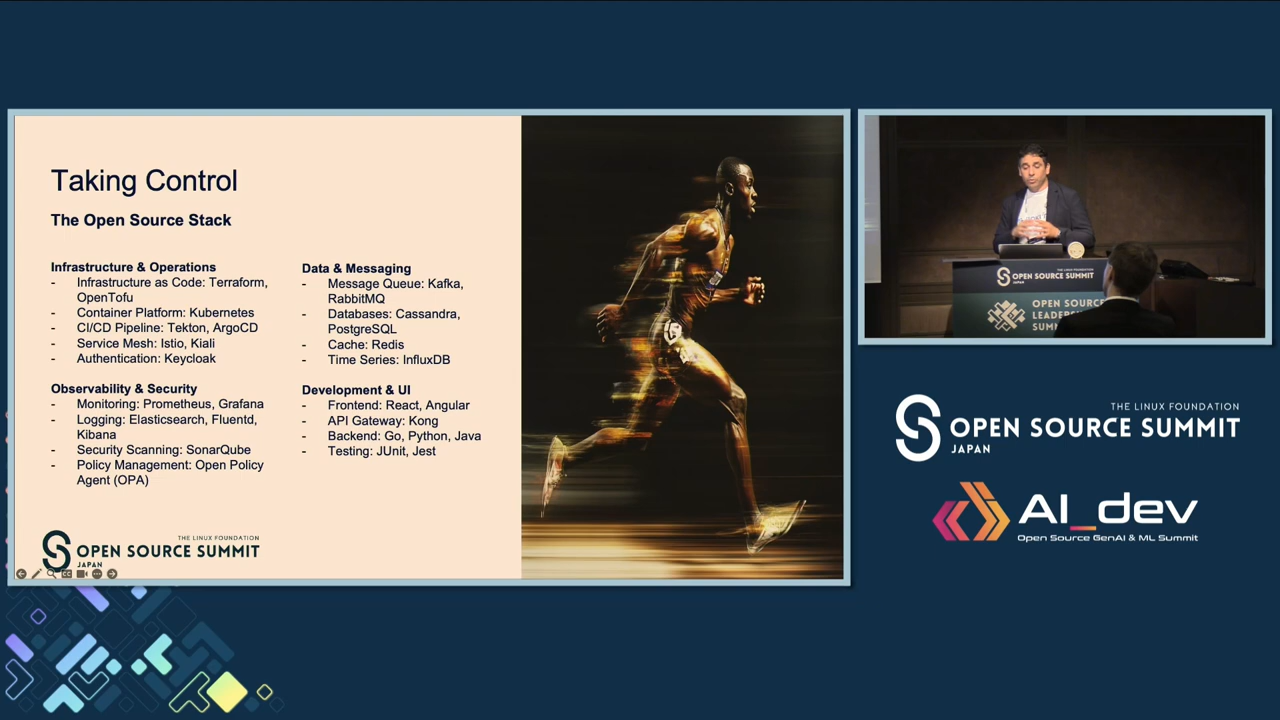 Taking Control
The Open Source Stack
Infrastructure & Operations
- Infrastructure as Code: Terraform,
OpenTofu
- Container Platform: Kubernetes
- CI/CD Pipeline: Tekton, ArgoCD
- Service Mesh: Istio, Kiali
- Authentication: Keycloak
Observability & Security
- Monitoring: Prometheus, Grafana
- Logging: Elasticsearch, Fluentd,
Kibana
- Security Scanning: SonarQube
- Policy Management: Open Policy
Agent (OPA)
Data & Messaging
- Message Queue: Kafka,
RabbitMQ
- Databases: Cassandra,
PostgreSQL
- Cache: Redis
- Time Series: InfluxDB
Development & UI
- Frontend: React, Angular
- API Gateway: Kong
- Backend: Go, Python, Java
- Testing: JUnit, Jest
THE LINUX FOUNDATION
OPEN SOURCE SUMMIT
JAPAN
THE LINUX FOUNDATION
OPEN SOURCE SUMMIT
JAPAN
OPEN SOURCE
THE LINUX FOUNDATION
OPEN SOURCE SUMMIT
JAPAN
AI_dev
Open Source GenAI & ML Summit